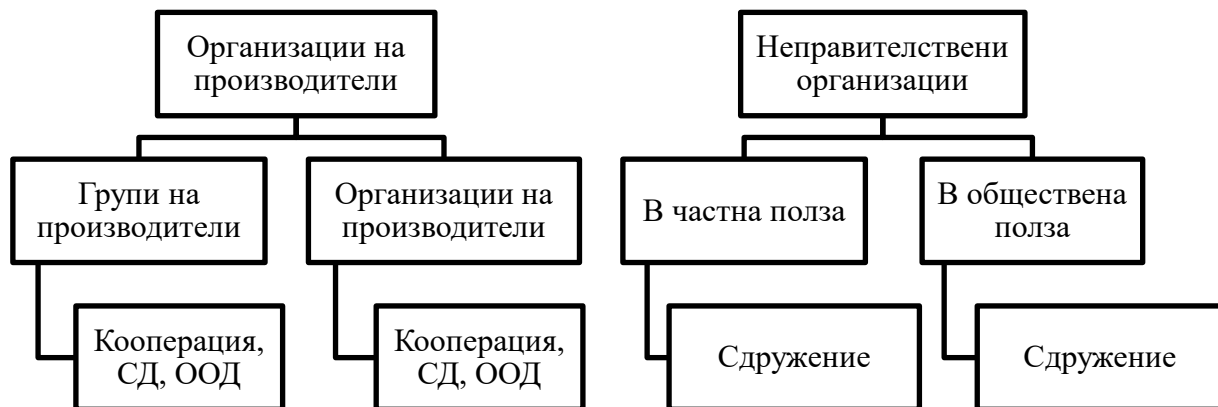 Организации на
производители
Неправителствени
организации
Групи на
производители
Организации на
производители
В частна полза
В обществена
полза
Кооперация,
СД, ООД
Кооперация,
СД, ООД
Сдружение
Сдружение